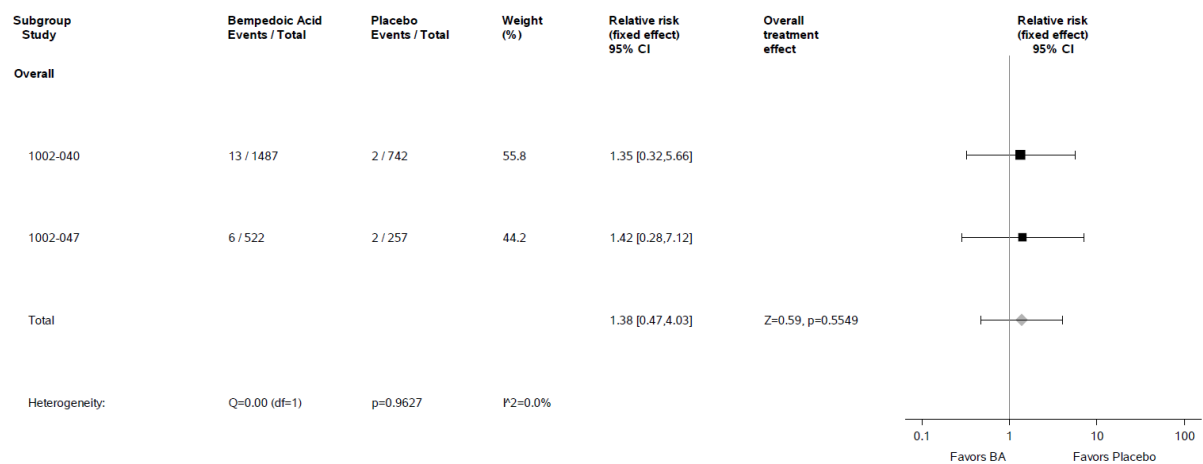 Subgroup Bempedoic Acid Placebo Weight Relative risk Overall Relative risk
Study Events / Total Events / Total (%) (fixed effect) treatment (fixed effect)
95% CI effect 95% CI
Overall
1002-040 13 / 1487 2 / 742 55.8 1.35 [0.32,5.66]
1002-047 6 / 522 2 / 257 44.2 1.42 [0.28,7.12]
Total 1.38 [0.47,4.03] Z=0.59, p=0.5549
Heterogeneity: Q=0.00 (df=1) p=0.9627 I^2=0.0%
0.1 1 10 100
Favors BA Favors Placebo